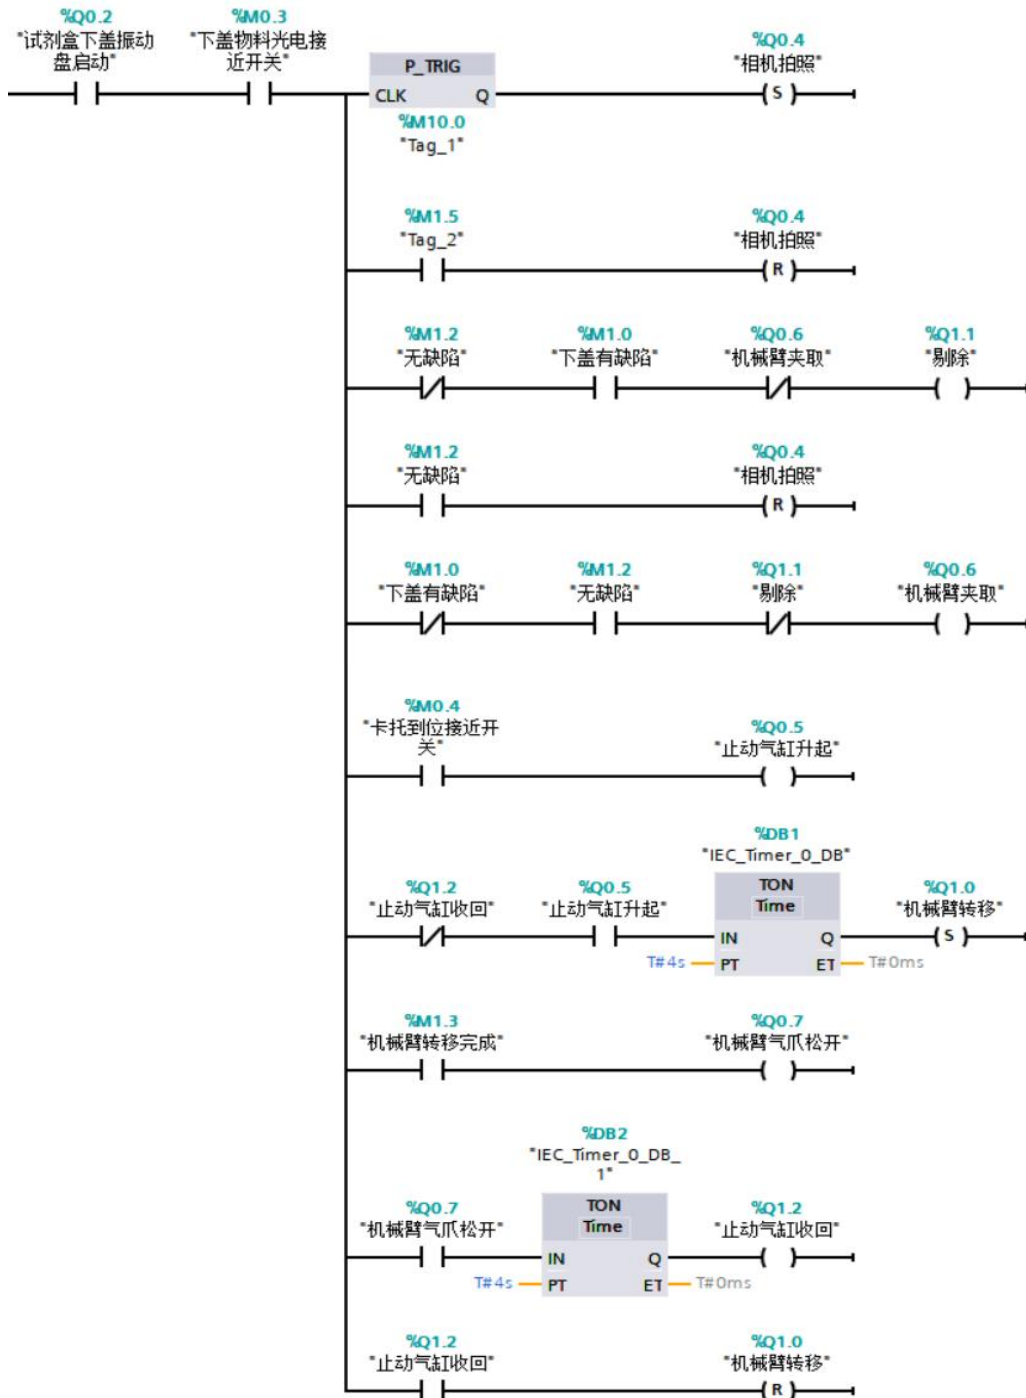 %Q0.2
"试剂盒下盖振动
盘启动"
%M0.3
"下盖物料光电接
近开关"
P_TRIG
CLK Q
%M10.0
"Tag_1"
%Q0.4
"相机拍照"
S
%M1.5
"Tag_2"
%Q0.4
"相机拍照"
R
%M1.2
"无缺陷"
%M1.0
"下盖有缺陷"
%Q0.6
"机械臂夹取"
%Q1.1
"剔除"
%M1.2
"无缺陷"
%Q0.4
"相机拍照"
R
%M1.0
"下盖有缺陷"
%M1.2
"无缺陷"
%Q1.1
"剔除"
%Q0.6
"机械臂夹取"
%M0.4
"卡托到位接近开
关"
%Q0.5
"止动气缸升起"
%Q1.2
"止动气缸收回"
%Q0.5
"止动气缸升起"
%DB1
"IEC_Timer_0_DB"
TON
Time
IN Q
T#4s PT ET T#0ms
%Q1.0
"机械臂转移"
S
%M1.3
"机械臂转移完成"
%Q0.7
"机械臂气爪松开"
%Q0.7
"机械臂气爪松开"
%DB2
"IEC_Timer_0_DB_
1"
TON
Time
IN Q
T#4s PT ET T#0ms
%Q1.2
"止动气缸收回"
%Q1.2
"止动气缸收回"
%Q1.0
"机械臂转移"
R